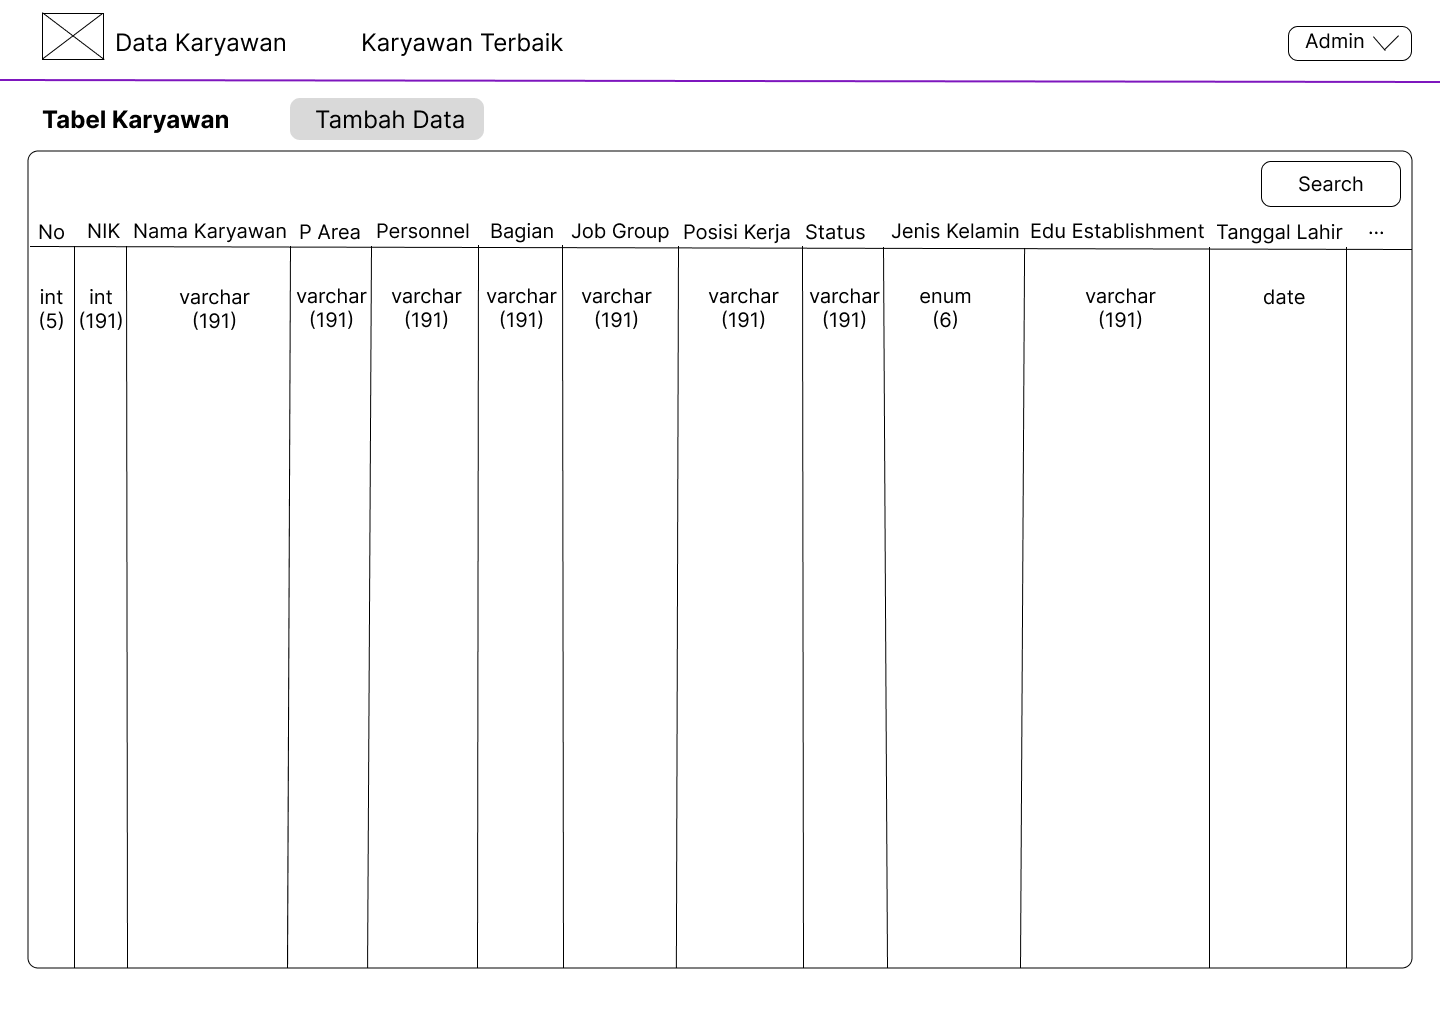 Data Karyawan Karyawan Terbaik Admin
Tabel Karyawan Tambah Data
Search
No NIK Nama Karyawan P Area Personnel Bagian Job Group Posisi Kerja Status Jenis Kelamin Edu Establishment Tanggal Lahir ...
int int varchar varchar varchar varchar varchar varchar varchar enum varchar date
(5) (191) (191) (191) (191) (191) (191) (191) (191) (6) (191)